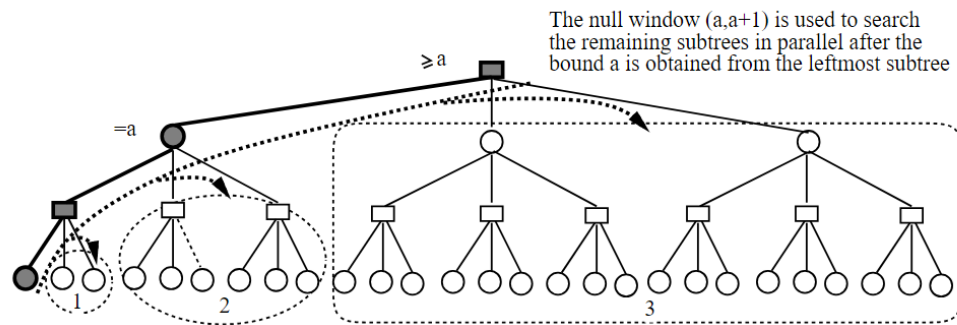 The null window (a,a+1) is used to search
the remaining subtrees in parallel after the
bound a is obtained from the leftmost subtree
⩾a
=a
1
2
3